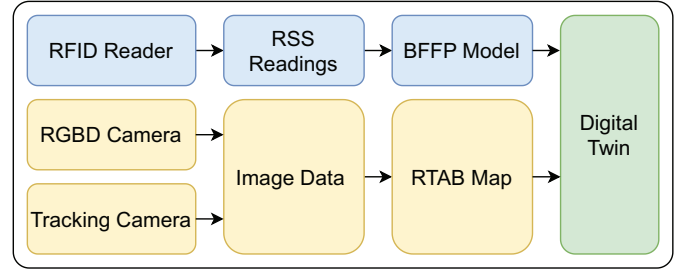 RFID Reader
RSS
Readings
BFFP Model
RGBD Camera
Tracking Camera
Image Data
RTAB Map
Digital
Twin